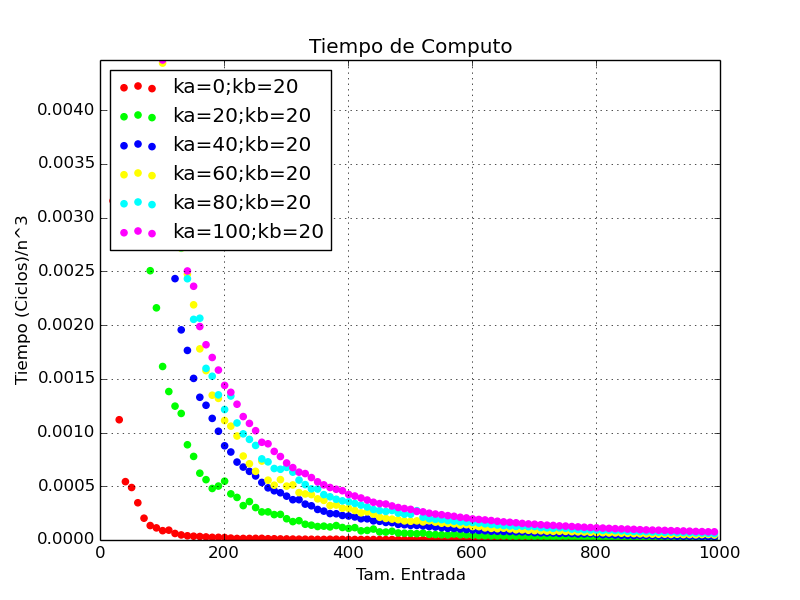 Tiempo de Computo
Tiempo (Ciclos)/n^3
0.0040
0.0035
0.0030
0.0025
0.0020
0.0015
0.0010
0.0005
0.0000
ka=0;kb=20
ka=20;kb=20
ka=40;kb=20
ka=60;kb=20
ka=80;kb=20
ka=100;kb=20
0 200 400 600 800 1000
Tam. Entrada